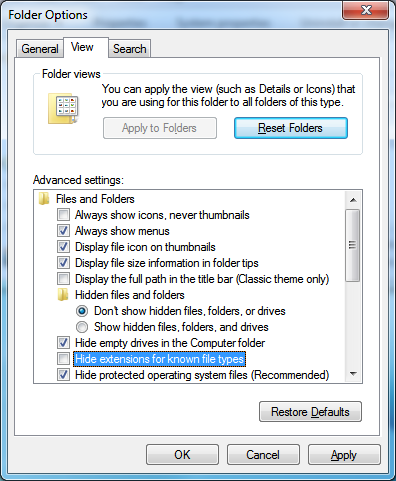 Folder Options
General
View
Search
Folder views
You can apply the view (such as Details or Icons) that
you are using for this folder to all folders of this type.
Apply to Folders
Reset Folders
Advanced settings:
Files and Folders
Always show icons, never thumbnails
Always show menus
Display file icon on thumbnails
Display file size information in folder tips
Display the full path in the title bar (Classic theme only)
Hidden files and folders
Don't show hidden files, folders, or drives
Show hidden files, folders, and drives
Hide empty drives in the Computer folder
Hide extensions for known file types
Hide protected operating system files (Recommended)
Restore Defaults
OK
Cancel
Apply